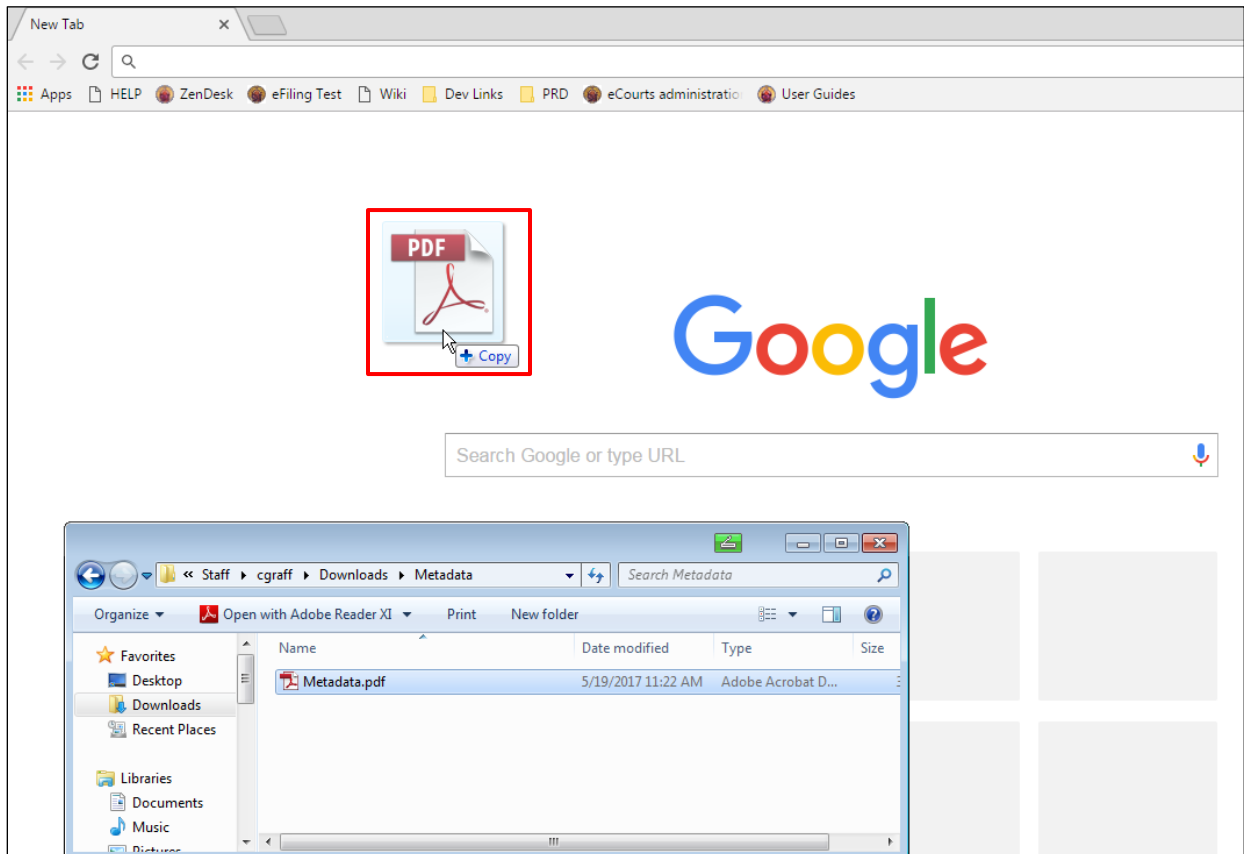 New Tab
Apps HELP ZenDesk eFiling Test Wiki Dev Links PRD eCourts administratio User Guides
PDF
Copy
Google
Search Google or type URL
« Staff cgraff Downloads Metadata Search Metadata
Organize Open with Adobe Reader XI Print New folder
Favorites
Desktop
Downloads
Recent Places
Libraries
Documents
Music
Pictures
Name Date modified Type Size
Metadata.pdf 5/19/2017 11:22 AM Adobe Acrobat D...